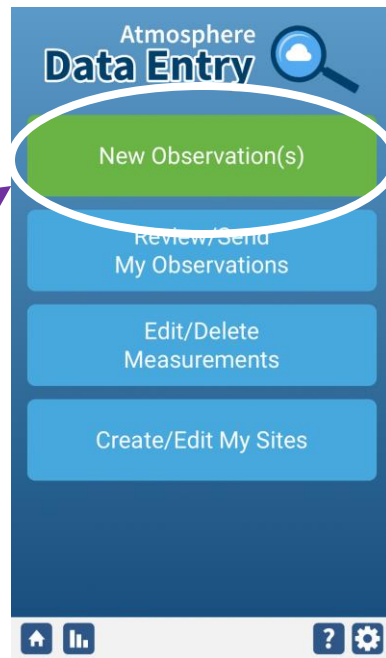 Atmosphere
Data Entry
New Observation(s)
Review/Send
My Observations
Edit/Delete
Measurements
Create/Edit My Sites
?